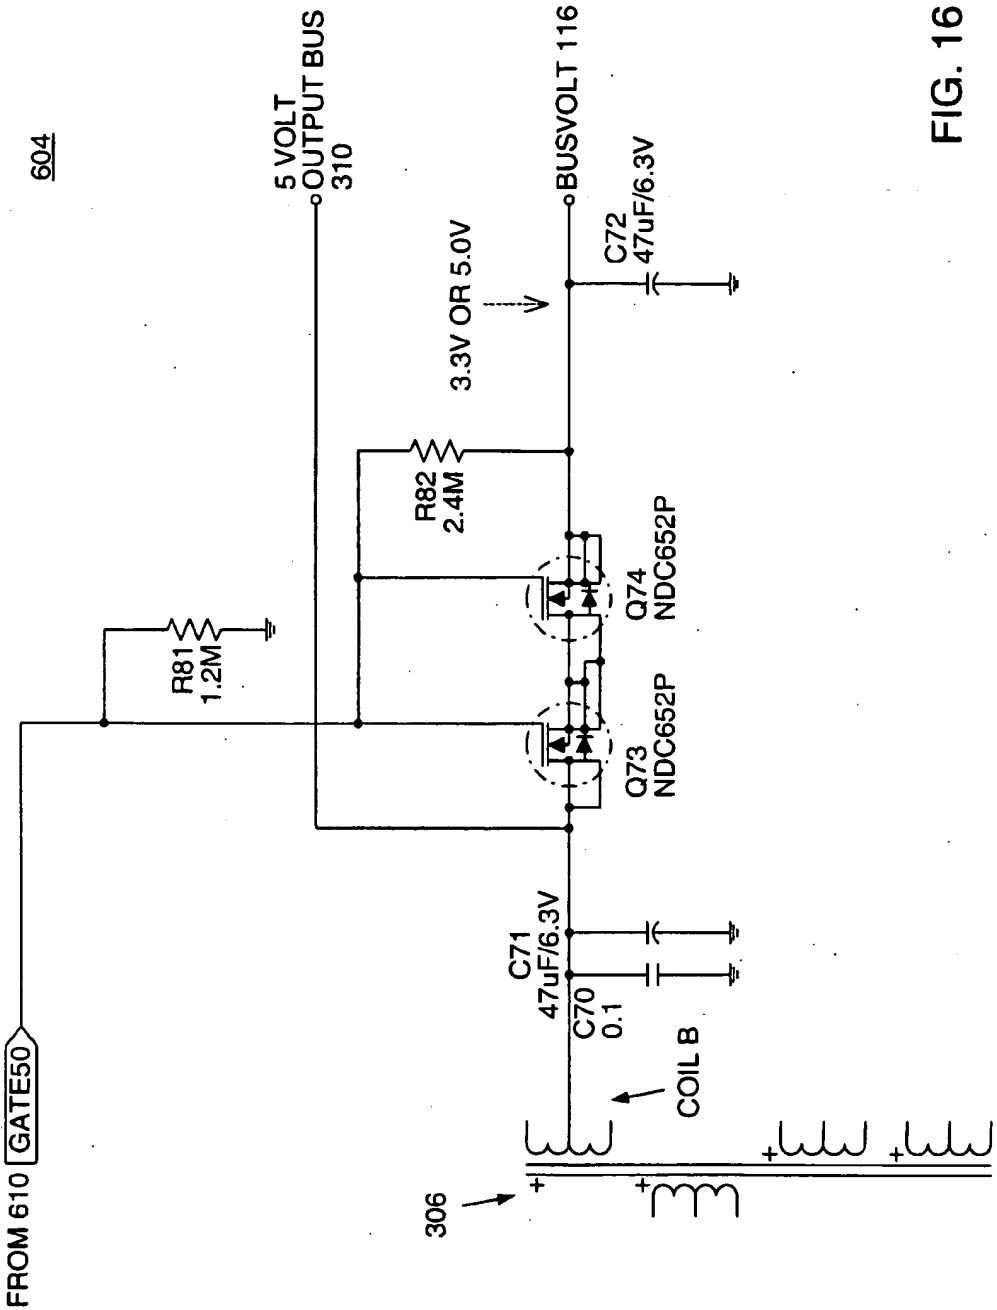 604
FROM 610 GATE50
5 VOLT
OUTPUT BUS
310
R81
1.2M
R82
2.4M
3.3V OR 5.0V
BUSVOLT 116
C72
47uF/6.3V
Q74
NDC652P
Q73
NDC652P
C71
47uF/6.3V
C70
0.1
COIL B
306
+
+
+
+
FIG. 16